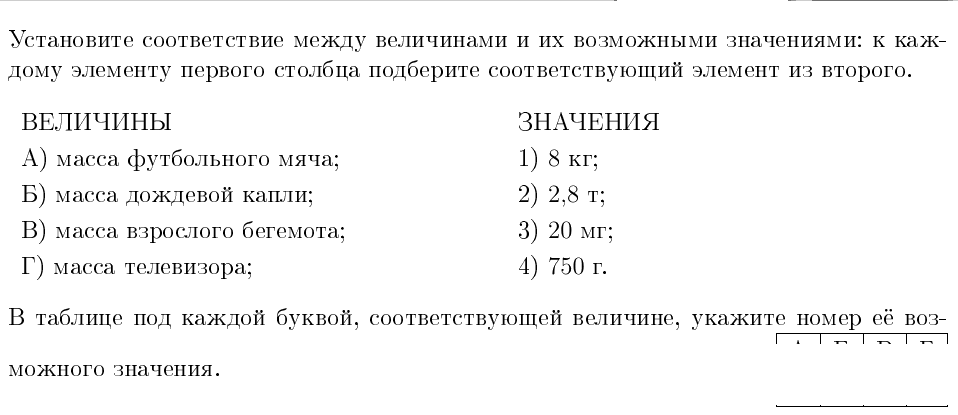 Установите соответствие между величинами и их возможными значениями: к каж-
дому элементу первого столбца подберите соответствующий элемент из второго.
ВЕЛИЧИНЫ
А) масса футбольного мяча;
Б) масса дождевой капли;
В) масса взрослого бегемота;
Г) масса телевизора;
ЗНАЧЕНИЯ
1) 8 кг;
2) 2,8 т;
3) 20 мг;
4) 750 г.
В таблице под каждой буквой, соответствующей величине, укажите номер её воз-
можного значения.